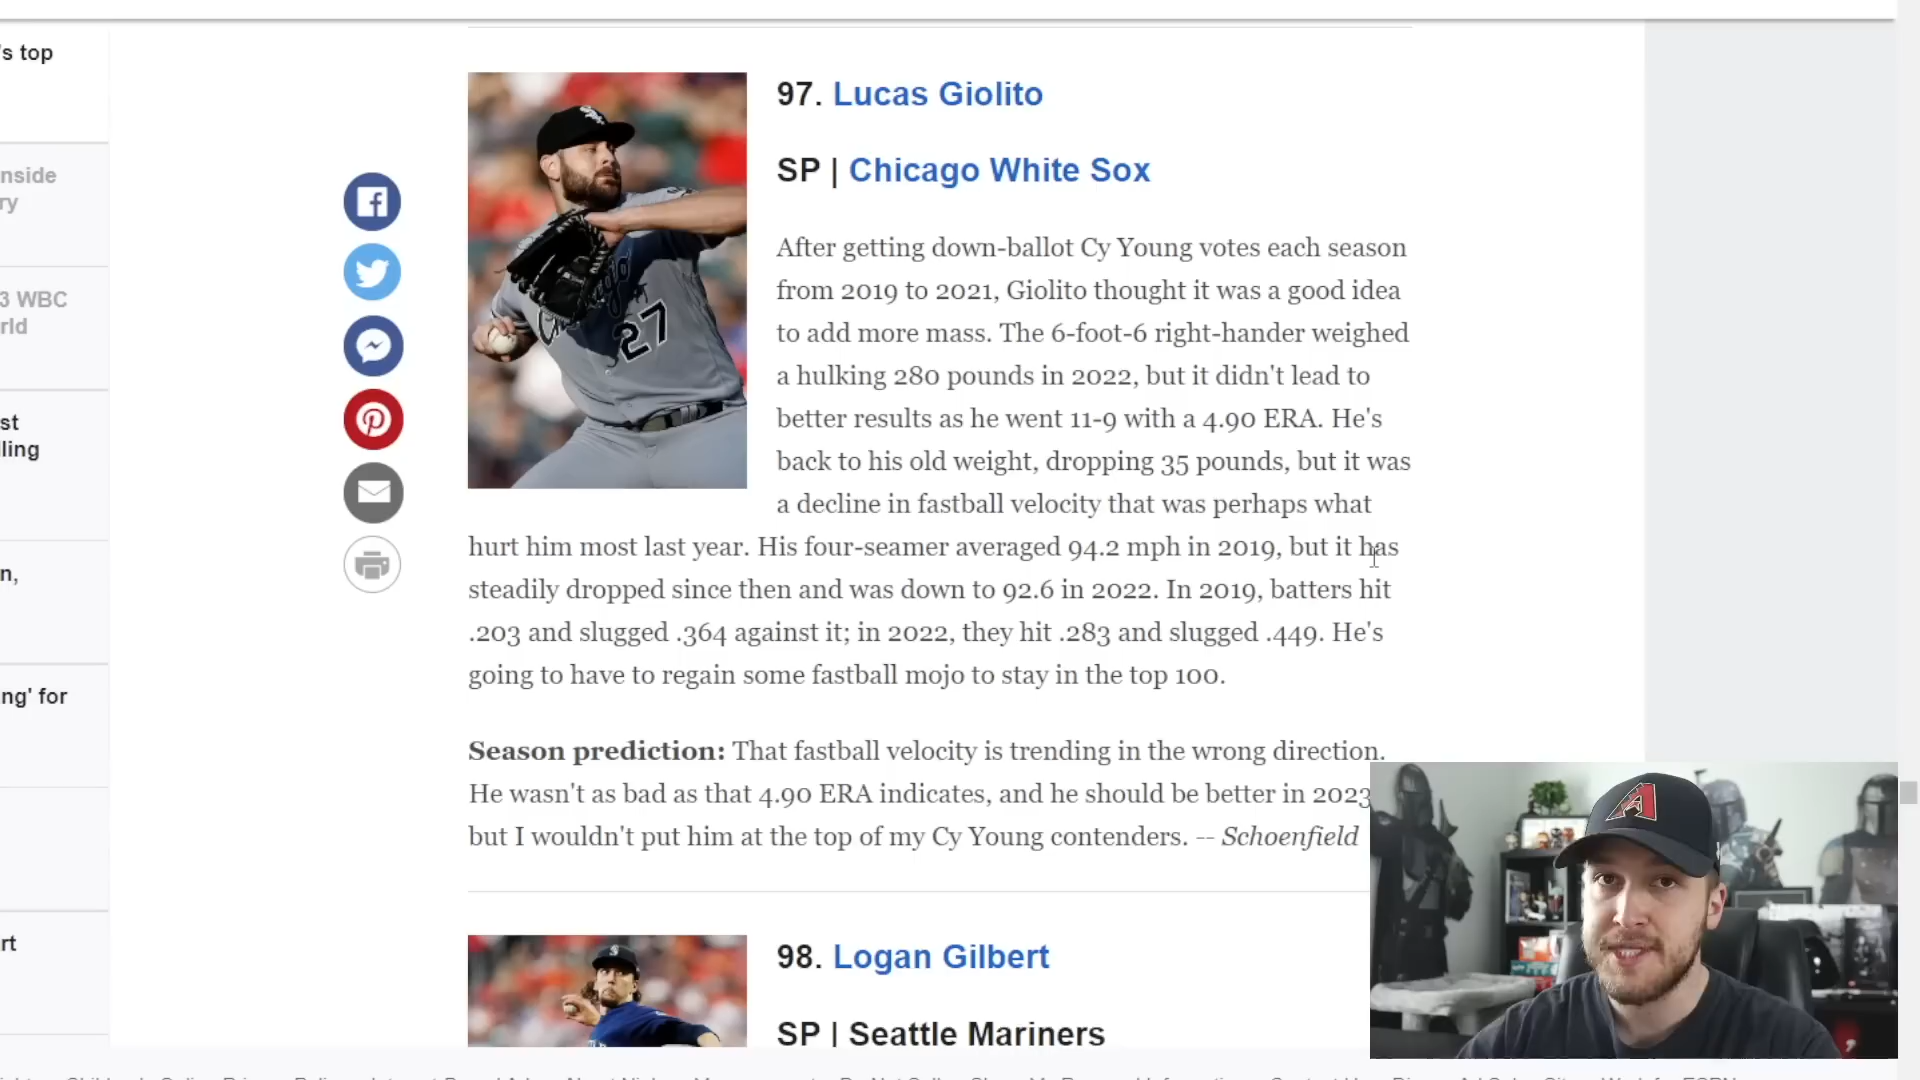 's top
nside
ry
3 WBC
rld
st
lling
n,
ng' for
rt
97. Lucas Giolito
SP | Chicago White Sox
After getting down-ballot Cy Young votes each season
from 2019 to 2021, Giolito thought it was a good idea
to add more mass. The 6-foot-6 right-hander weighed
a hulking 280 pounds in 2022, but it didn't lead to
better results as he went 11-9 with a 4.90 ERA. He's
back to his old weight, dropping 35 pounds, but it was
a decline in fastball velocity that was perhaps what
hurt him most last year. His four-seamer averaged 94.2 mph in 2019, but it has
steadily dropped since then and was down to 92.6 in 2022. In 2019, batters hit
.203 and slugged .364 against it; in 2022, they hit .283 and slugged .449. He's
going to have to regain some fastball mojo to stay in the top 100.
Season prediction: That fastball velocity is trending in the wrong direction.
He wasn't as bad as that 4.90 ERA indicates, and he should be better in 2023
but I wouldn't put him at the top of my Cy Young contenders. -- Schoenfield
98. Logan Gilbert
SP | Seattle Mariners
Chicago
27
A